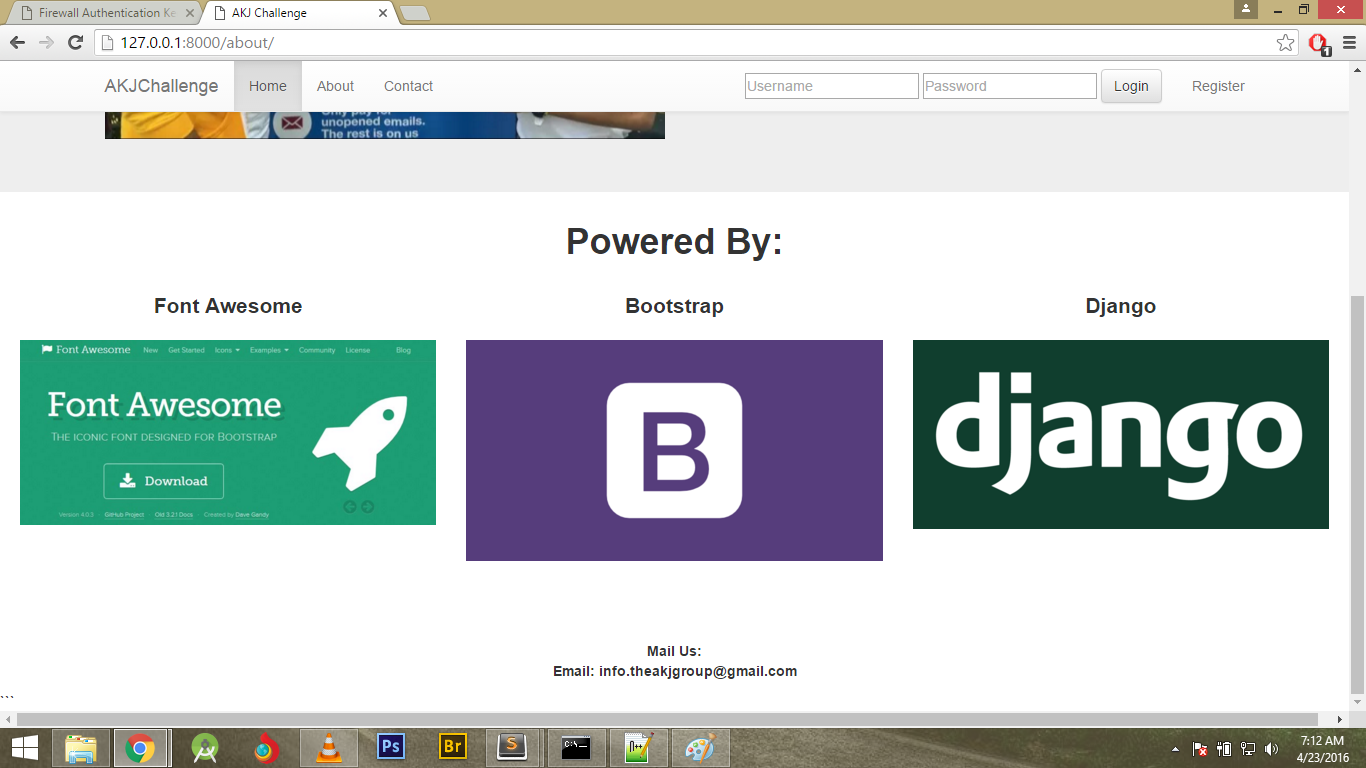 Firewall Authentication Ke
AKJ Challenge
127.0.0.1:8000/about/
1
AKJChallenge Home About Contact Username Password Login Register
Only pay for
unopened emails.
The rest is on us
Powered By:
Font Awesome Bootstrap Django
Font Awesome New Get Started Icons Examples Community License Blog
Font Awesome
THE ICONIC FONT DESIGNED FOR BOOTSTRAP
Download
Version 4.0.3 GitHub Project Old 3.2.1 Docs Created by Dave Gandy
B
django
Mail Us:
Email: info.theakjgroup@gmail.com
```
Ps Br S C:\ N++ 7:12 AM
4/23/2016